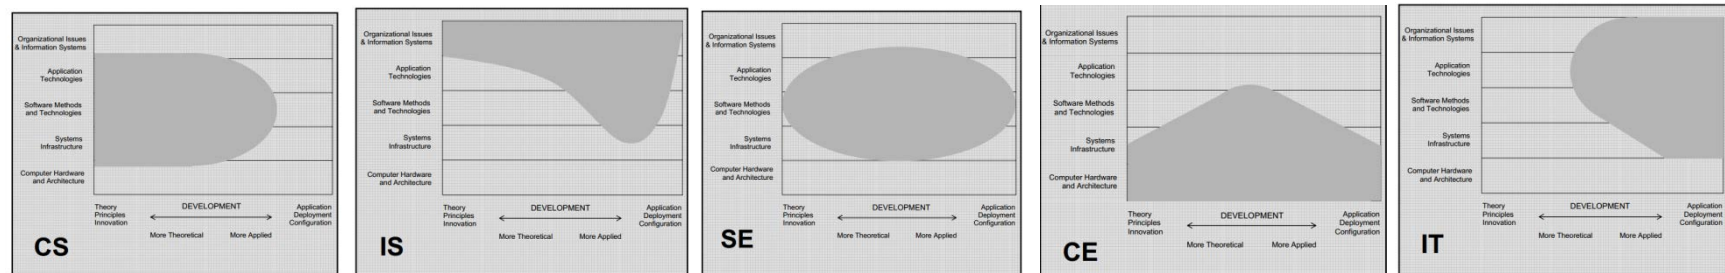 Organizational Issues
& Information Systems
Application
Technologies
Software Methods
and Technologies
Systems
Infrastructure
Computer Hardware
and Architecture
Theory
Principles
Innovation
DEVELOPMENT
Application
Deployment
Configuration
More Theoretical
More Applied
CS
Organizational Issues
& Information Systems
Application
Technologies
Software Methods
and Technologies
Systems
Infrastructure
Computer Hardware
and Architecture
Theory
Principles
Innovation
DEVELOPMENT
Application
Deployment
Configuration
More Theoretical
More Applied
IS
Organizational Issues
& Information Systems
Application
Technologies
Software Methods
and Technologies
Systems
Infrastructure
Computer Hardware
and Architecture
Theory
Principles
Innovation
DEVELOPMENT
Application
Deployment
Configuration
More Theoretical
More Applied
SE
Organizational Issues
& Information Systems
Application
Technologies
Software Methods
and Technologies
Systems
Infrastructure
Computer Hardware
and Architecture
Theory
Principles
Innovation
DEVELOPMENT
Application
Deployment
Configuration
More Theoretical
More Applied
CE
Organizational Issues
& Information Systems
Application
Technologies
Software Methods
and Technologies
Systems
Infrastructure
Computer Hardware
and Architecture
Theory
Principles
Innovation
DEVELOPMENT
Application
Deployment
Configuration
More Theoretical
More Applied
IT